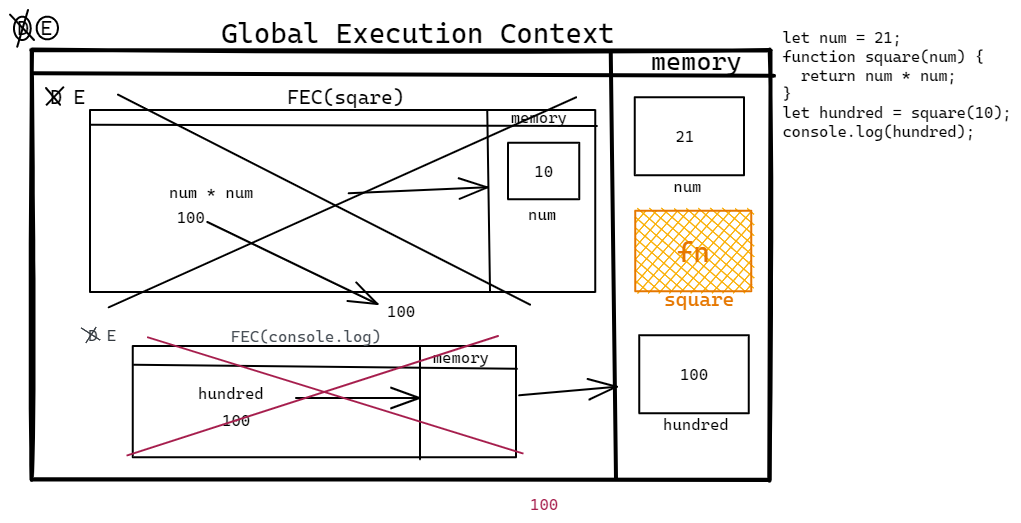 D E
Global Execution Context
memory
let num = 21;
function square(num) {
return num * num;
}
let hundred = square(10);
console.log(hundred);
D E
FEC(sqare)
memory
10
num
num * num
100
100
21
num
fn
square
D E
FEC(console.log)
memory
hundred
100
100
hundred
100